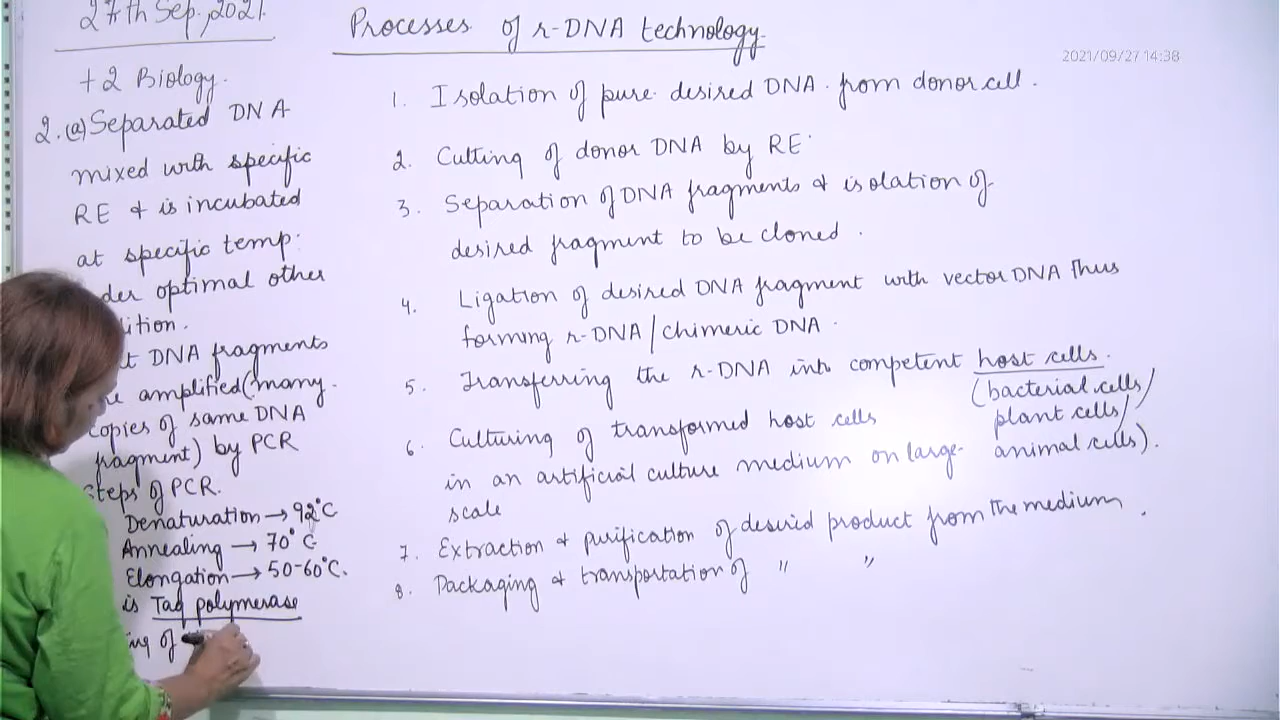 27th Sep., 2021.
+2 Biology.
2. (a) Separated DNA
mixed with specific
RE & is incubated
at specific temp.
optimal other
DNA fragments
amplified (many
copies of same DNA
fragment) by PCR
Steps of PCR.
Denaturation → 92°C
Annealing → 70°C
Elongation → 50-60°C.
is Taq polymerase
of
Processes of r-DNA technology.
2021/09/27 14:38
1. Isolation of pure desired DNA from donor cell.
2. Cutting of donor DNA by RE
3. Separation of DNA fragments & isolation of
desired fragment to be cloned.
4. Ligation of desired DNA fragment with vector DNA thus
forming r-DNA/chimeric DNA.
5. Transferring the r-DNA into competent host cells.
(bacterial cells/
plant cells/
animal cells).
6. Culturing of transformed host cells
in an artificial culture medium on large-
scale
7. Extraction & purification of desired product from the medium.
8. Packaging & transportation of " "